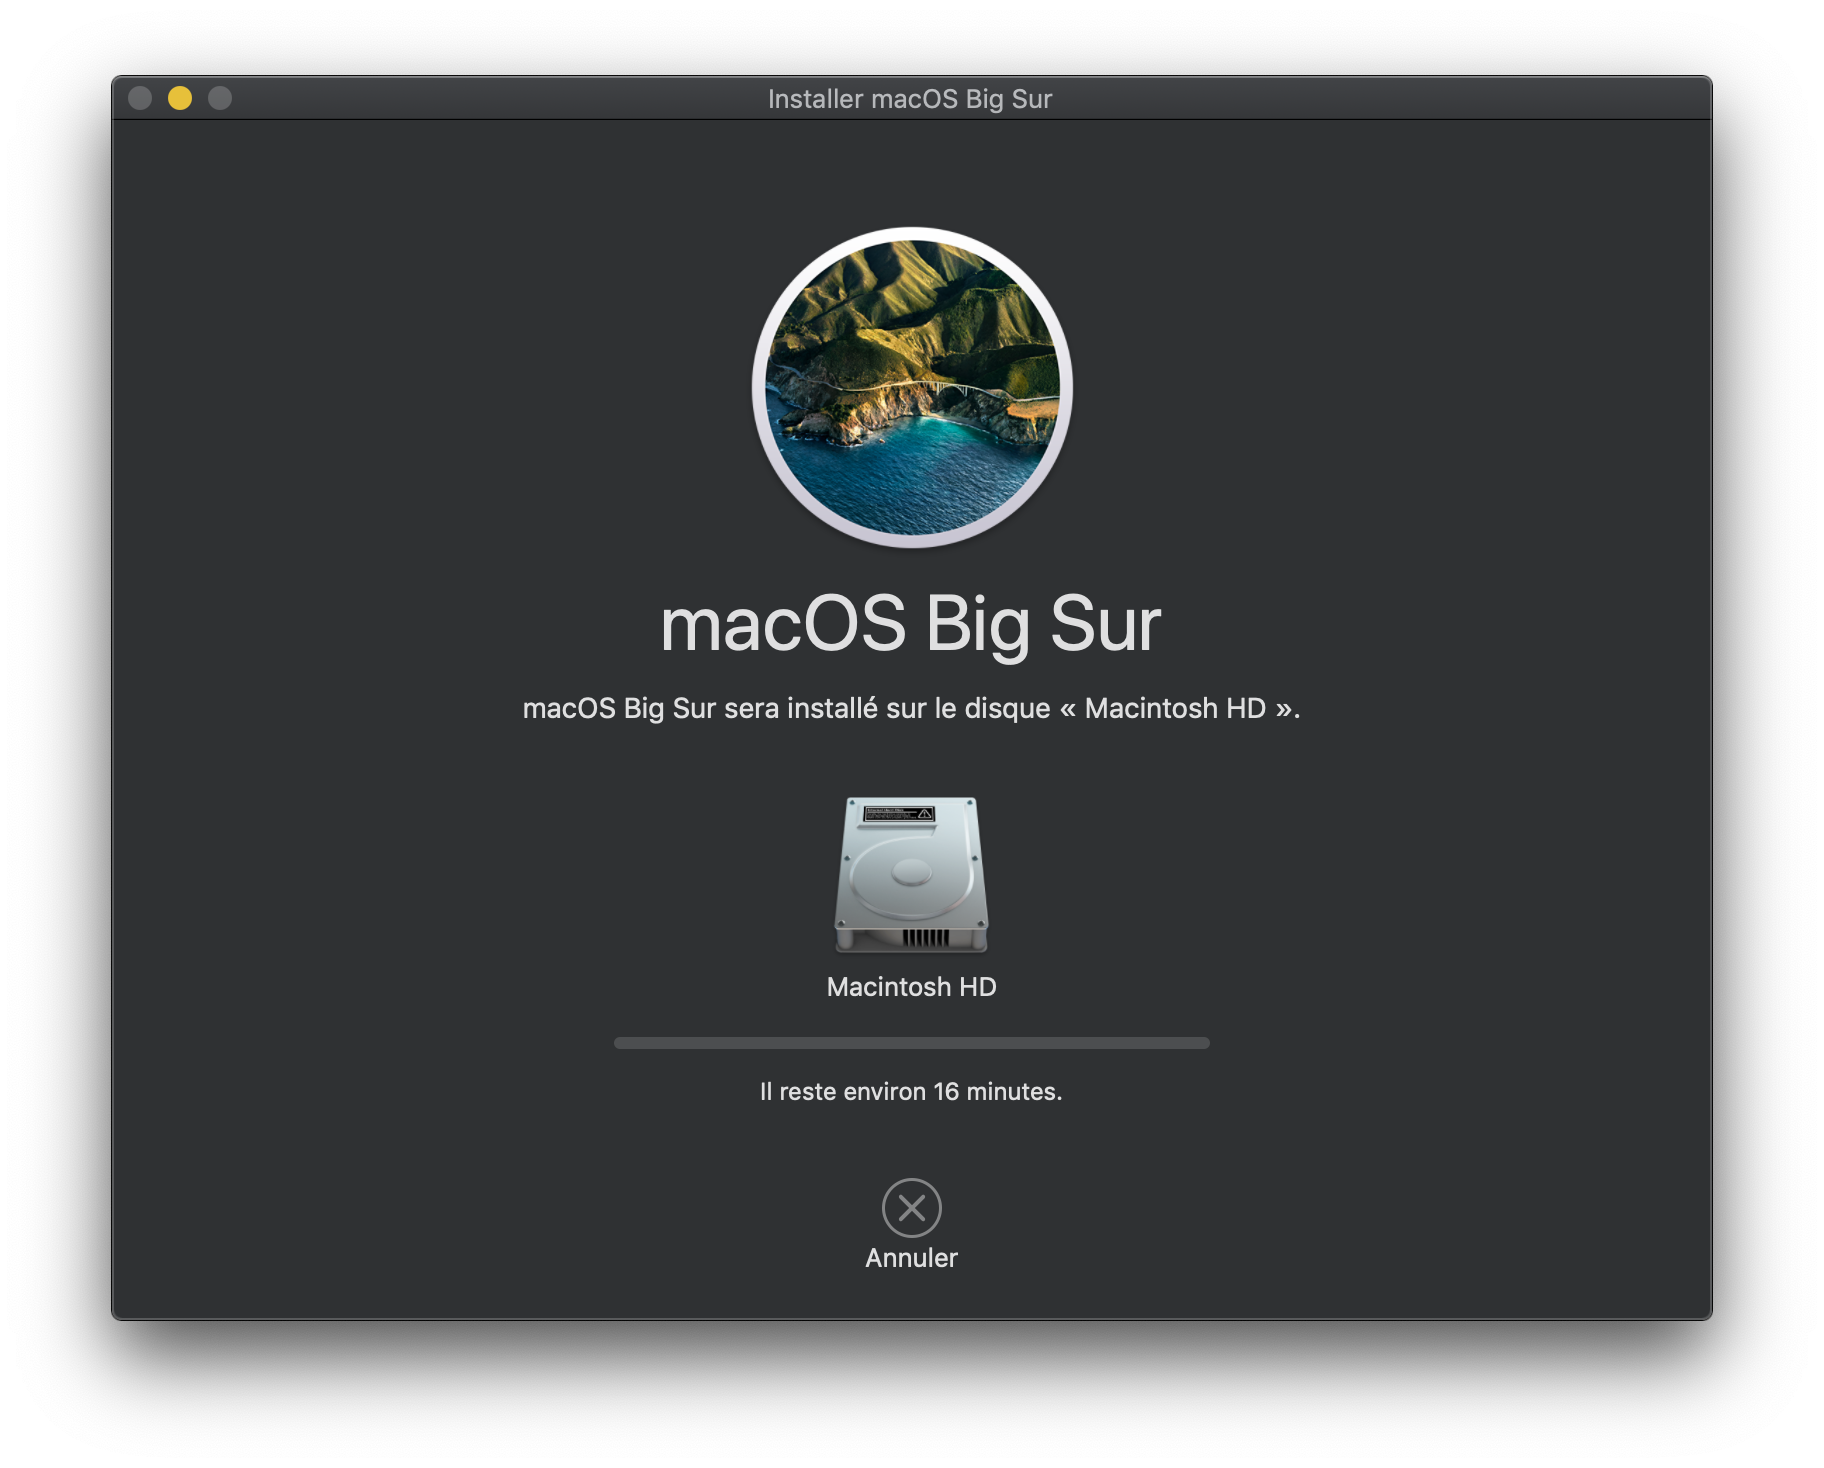 Installer macOS Big Sur
macOS Big Sur
macOS Big Sur sera installé sur le disque « Macintosh HD ».
Macintosh HD
Il reste environ 16 minutes.
Annuler